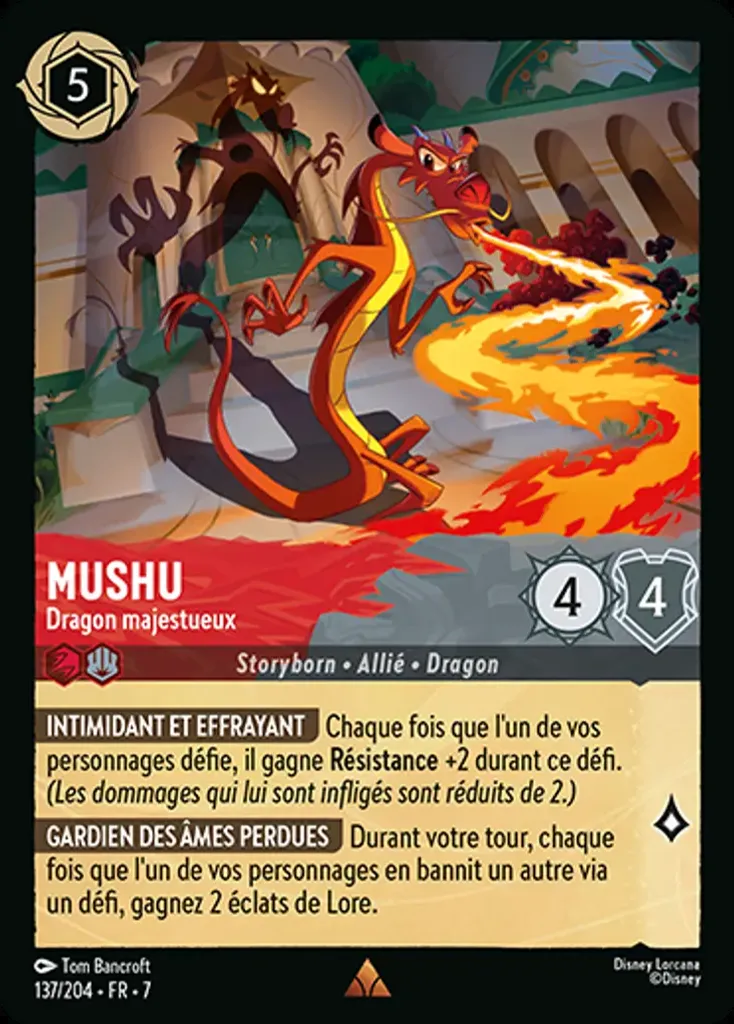 5
MUSHU
Dragon majestueux
4
4
Storyborn • Allié • Dragon
INTIMIDANT ET EFFRAYANT Chaque fois que l'un de vos
personnages défie, il gagne Résistance +2 durant ce défi.
(Les dommages qui lui sont infligés sont réduits de 2.)
GARDIEN DES ÂMES PERDUES Durant votre tour, chaque
fois que l'un de vos personnages en bannit un autre via
un défi, gagnez 2 éclats de Lore.
Tom Bancroft
137/204 • FR • 7
Disney Lorcana
©Disney